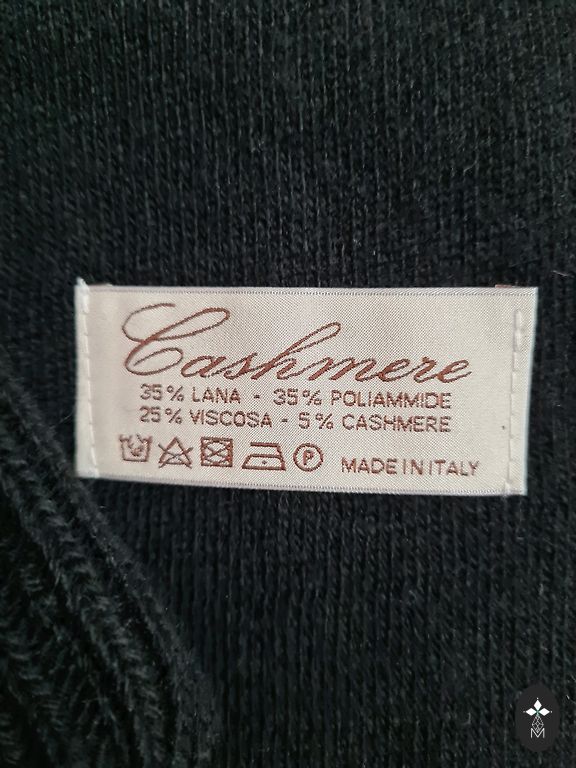 Cashmere
35% LANA - 35% POLIAMMIDE
25% VISCOSA - 5% CASHMERE
P MADE IN ITALY